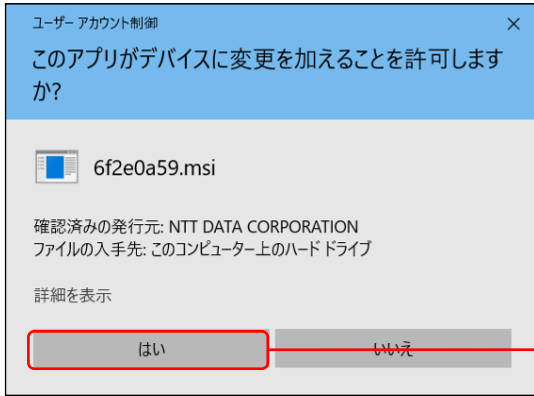 ユーザー アカウント制御
このアプリがデバイスに変更を加えることを許可します
か?
6f2e0a59.msi
確認済みの発行元: NTT DATA CORPORATION
ファイルの入手先: このコンピューター上のハード ドライブ
詳細を表示
はい
いいえ